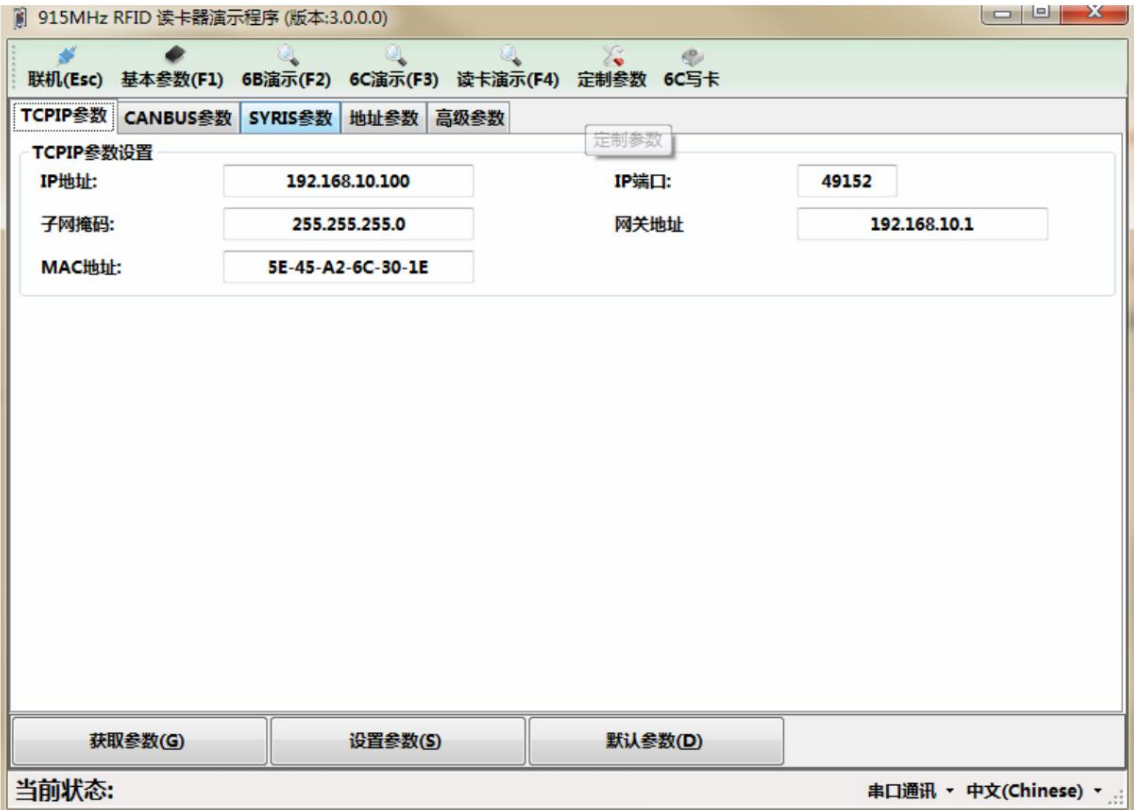 915MHz RFID 读卡器演示程序 (版本:3.0.0.0)
联机(Esc) 基本参数(F1) 6B演示(F2) 6C演示(F3) 读卡演示(F4) 定制参数 6C写卡
TCPIP参数 CANBUS参数 SYRIS参数 地址参数 高级参数
定制参数
TCPIP参数设置
IP地址: 192.168.10.100 IP端口: 49152
子网掩码: 255.255.255.0 网关地址 192.168.10.1
MAC地址: 5E-45-A2-6C-30-1E
获取参数(G) 设置参数(S) 默认参数(D)
当前状态: 串口通讯 中文(Chinese)